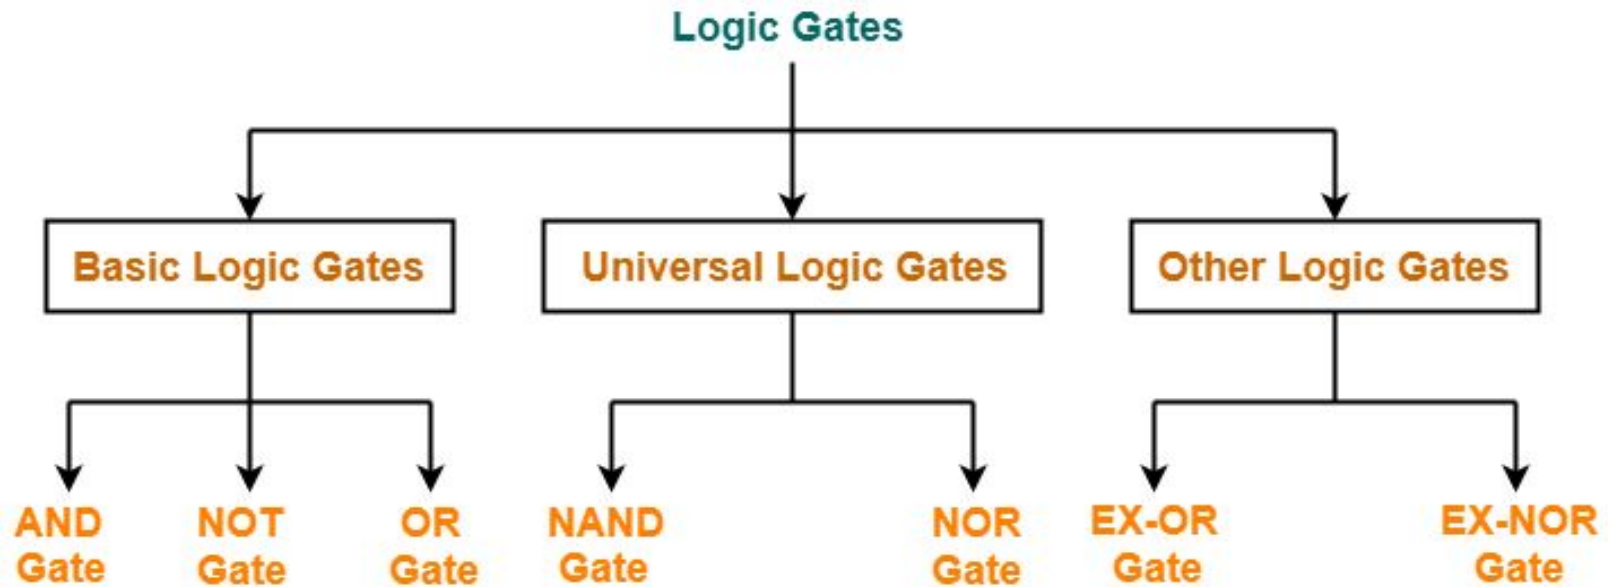 Logic Gates
Basic Logic Gates
Universal Logic Gates
Other Logic Gates
AND
Gate
NOT
Gate
OR
Gate
NAND
Gate
NOR
Gate
EX-OR
Gate
EX-NOR
Gate